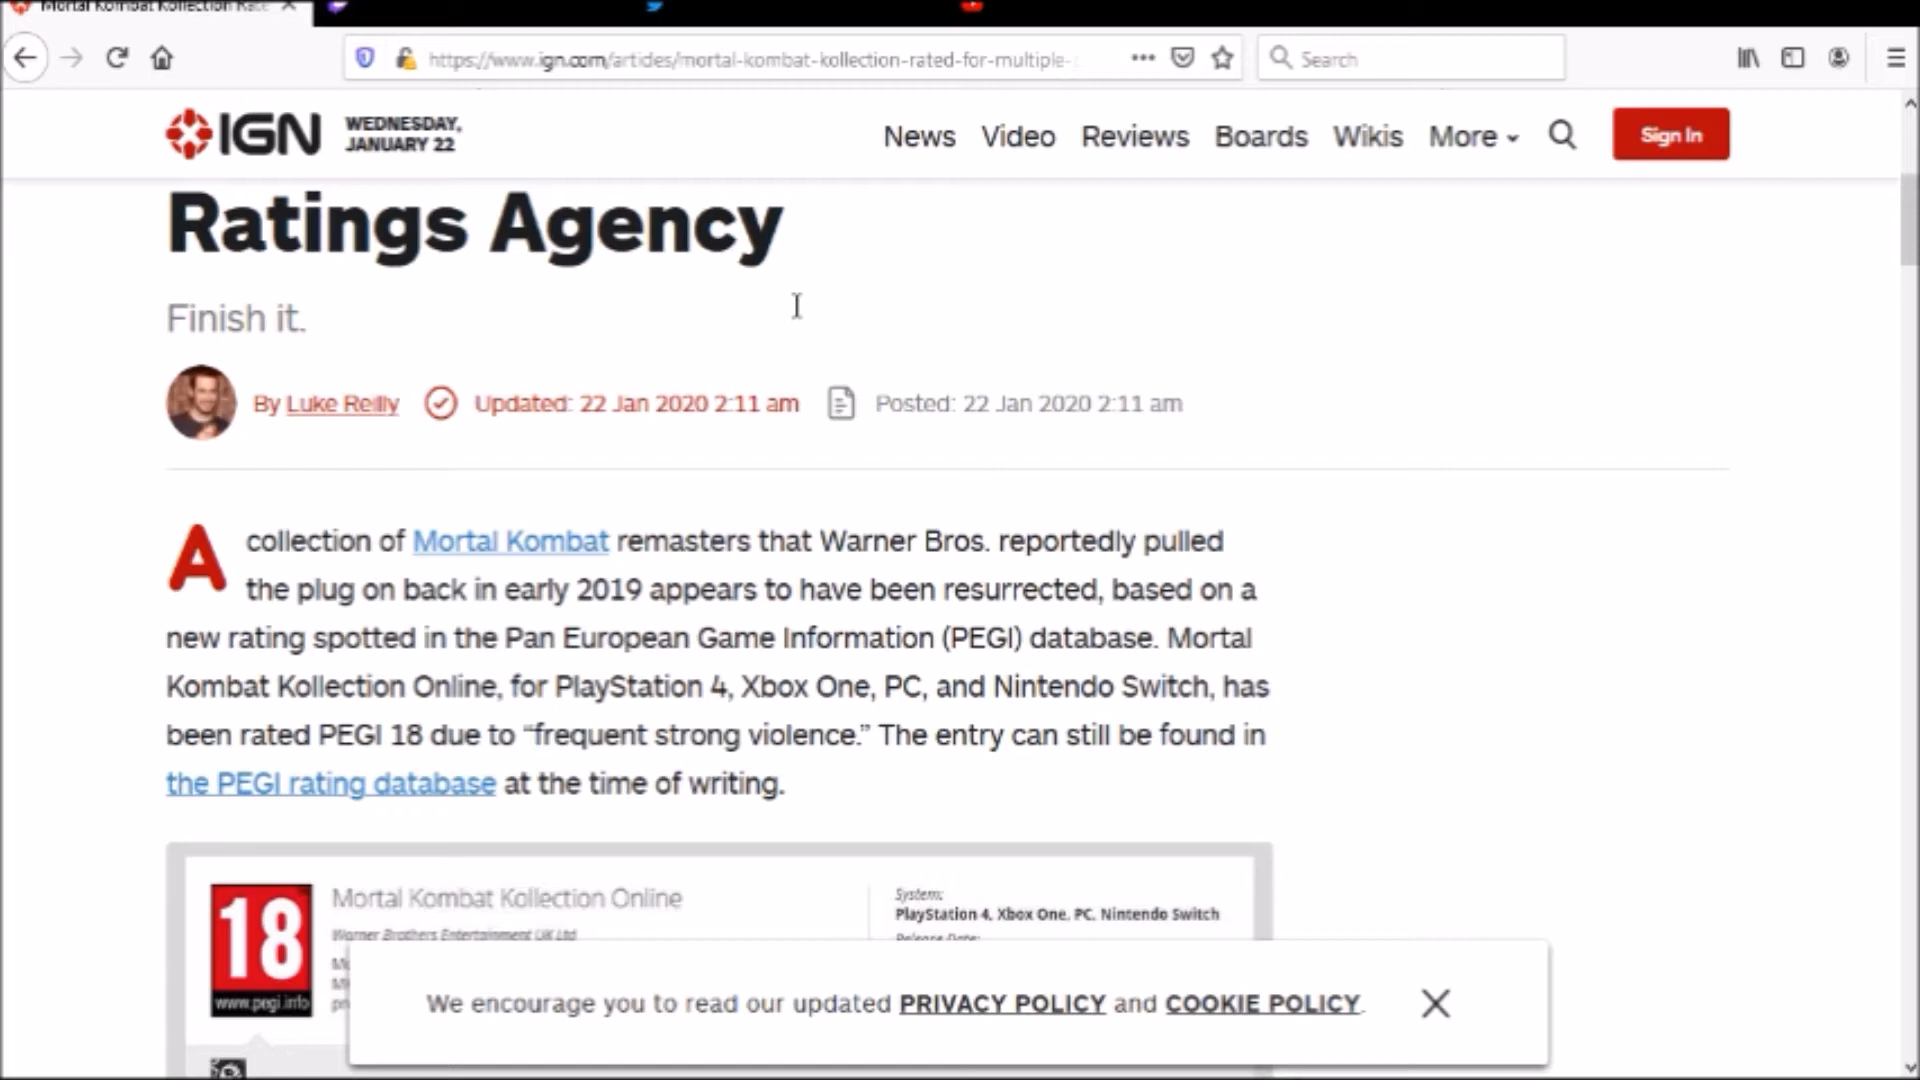 Mortal Kombat Kollection Rate
https://www.ign.com/articles/mortal-kombat-kollection-rated-for-multiple-
Search
IGN
WEDNESDAY,
JANUARY 22
News Video Reviews Boards Wikis More
Sign In
Ratings Agency
Finish it.
By Luke Reilly Updated: 22 Jan 2020 2:11 am Posted: 22 Jan 2020 2:11 am
A collection of Mortal Kombat remasters that Warner Bros. reportedly pulled
the plug on back in early 2019 appears to have been resurrected, based on a
new rating spotted in the Pan European Game Information (PEGI) database. Mortal
Kombat Kollection Online, for PlayStation 4, Xbox One, PC, and Nintendo Switch, has
been rated PEGI 18 due to “frequent strong violence.” The entry can still be found in
the PEGI rating database at the time of writing.
18
www.pegi.info
Mortal Kombat Kollection Online
Warner Brothers Entertainment UK Ltd
System:
PlayStation 4, Xbox One, PC, Nintendo Switch
Release Date:
We encourage you to read our updated PRIVACY POLICY and COOKIE POLICY.